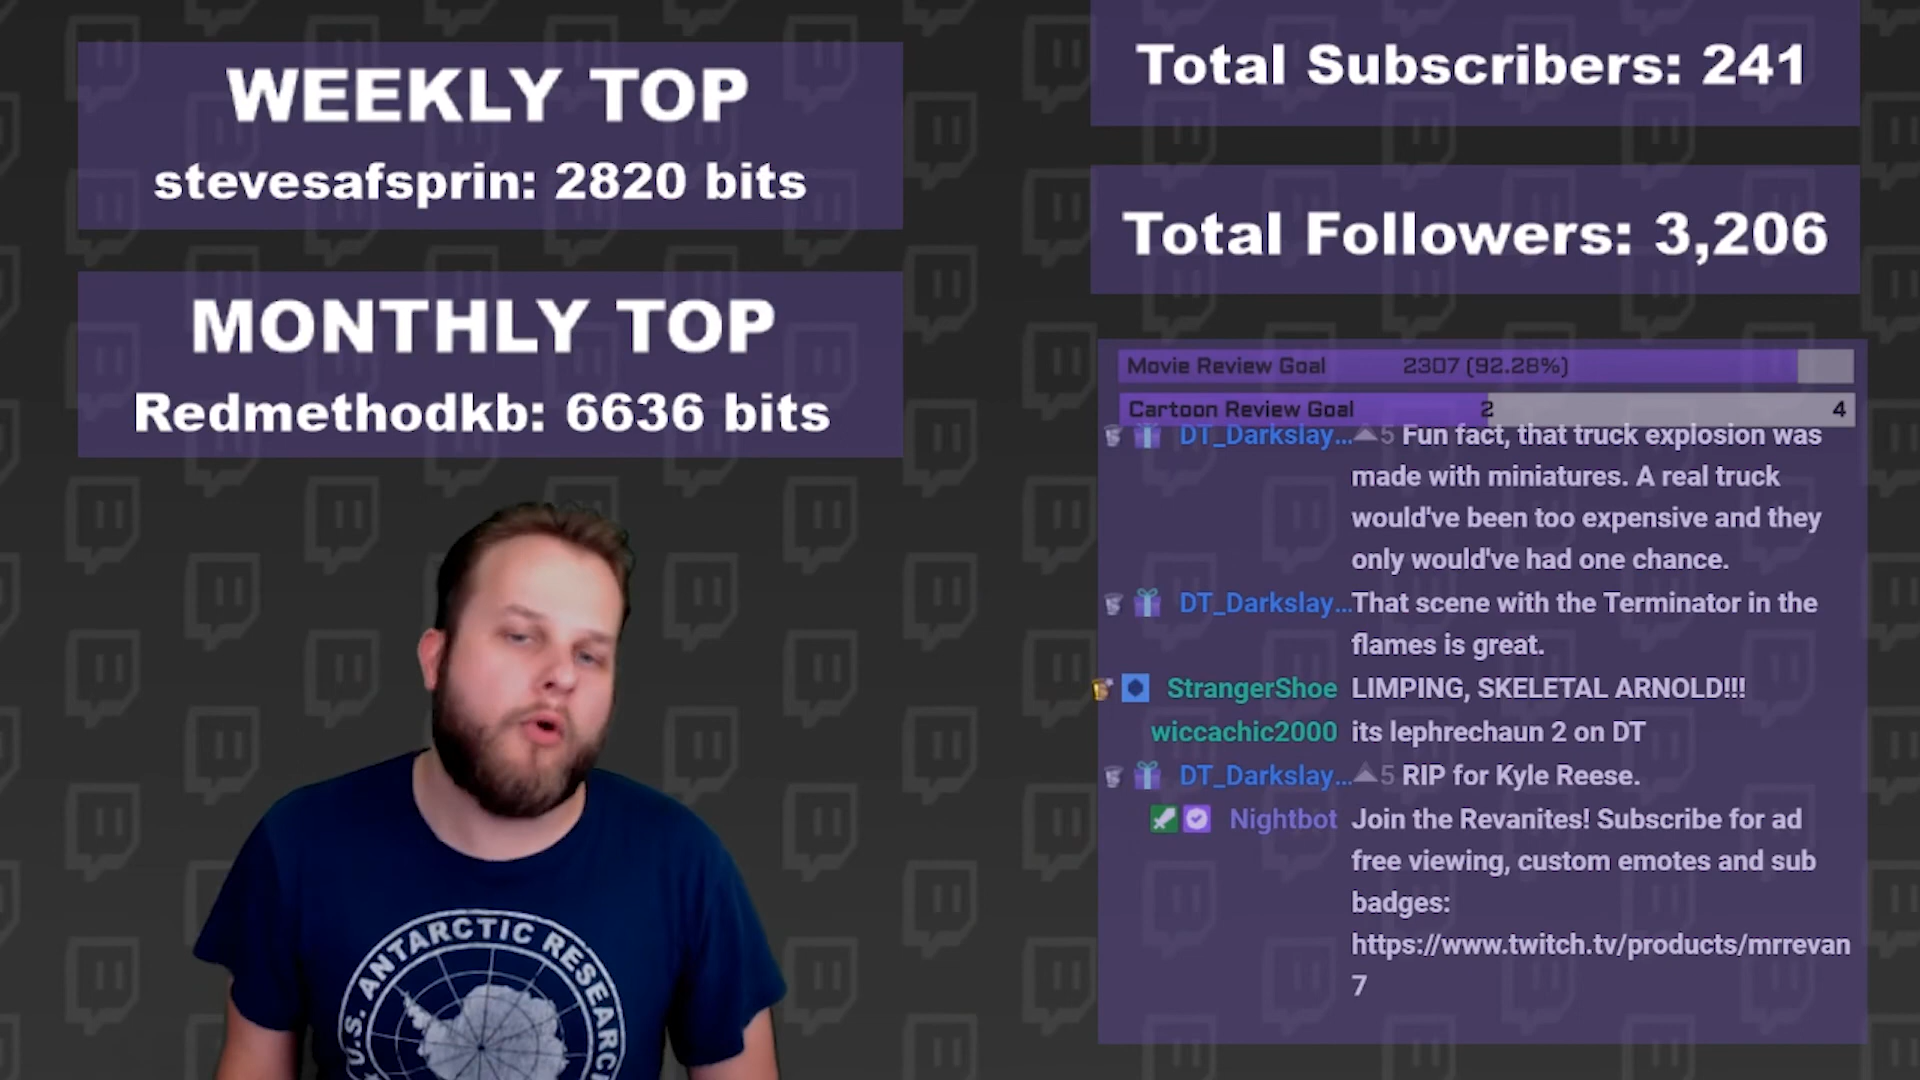 WEEKLY TOP
stevesafsprin: 2820 bits
MONTHLY TOP
Redmethodkb: 6636 bits
Total Subscribers: 241
Total Followers: 3,206
Movie Review Goal 2307 (92.28%)
Cartoon Review Goal 2 4
DT_Darkslay... 5 Fun fact, that truck explosion was
made with miniatures. A real truck
would've been too expensive and they
only would've had one chance.
DT_Darkslay... That scene with the Terminator in the
flames is great.
StrangerShoe LIMPING, SKELETAL ARNOLD!!!
wiccachic2000 its lephrechaun 2 on DT
DT_Darkslay... 5 RIP for Kyle Reese.
Nightbot Join the Revanites! Subscribe for ad
free viewing, custom emotes and sub
badges:
https://www.twitch.tv/products/mrrevan
7
U.S. ANTARCTIC RESEARCH